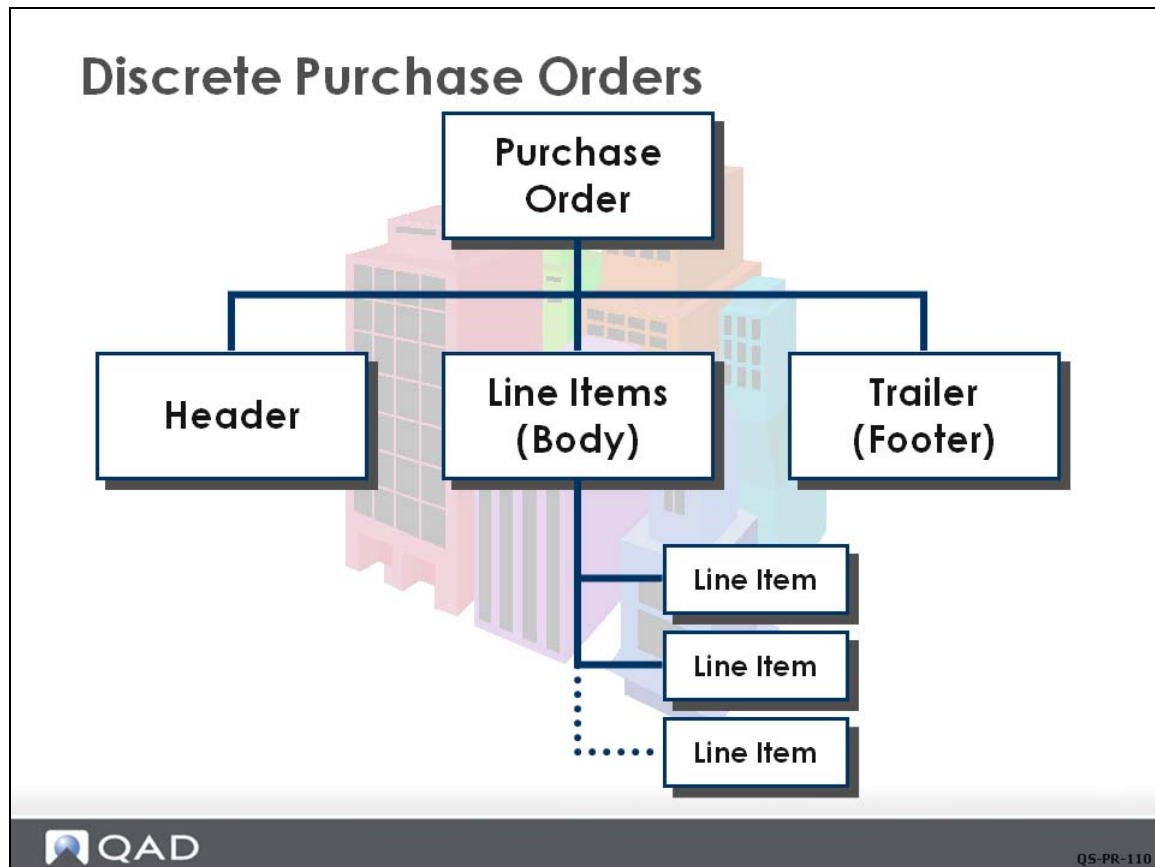 Discrete Purchase Orders
Purchase
Order
Header
Line Items
(Body)
Trailer
(Footer)
Line Item
Line Item
Line Item
QAD
QS-PR-110